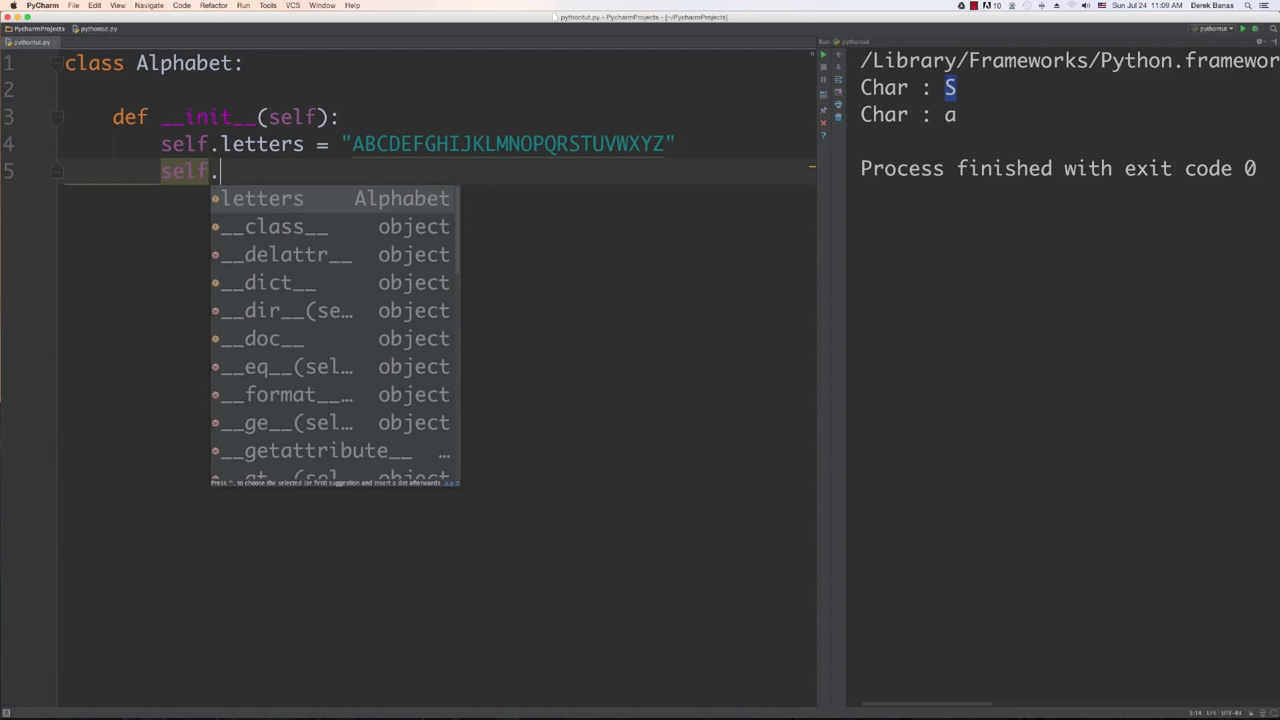 PyCharm File Edit View Navigate Code Refactor Run Tools VCS Window Help
10 Sun Jul 24 11:09 AM Derek Banas
pythontut.py - PycharmProjects - [~/PycharmProjects]
PycharmProjects pythontut.py
pythontut
pythontut.py
Run: pythontut
1 class Alphabet:
2
3 def __init__(self):
4 self.letters = "ABCDEFGHIJKLMNOPQRSTUVWXYZ"
5 self.
letters Alphabet
__class__ object
__delattr__ object
__dict__ object
__dir__(se… object
__doc__ object
__eq__(sel… object
__format__… object
__ge__(sel… object
__getattribute__ …
__gt__(sel object
Press ^. to choose the selected (or first) suggestion and insert a dot afterwards >>
/Library/Frameworks/Python.framewor
Char : S
Char : a
Process finished with exit code 0
5:14 LF UTF-8